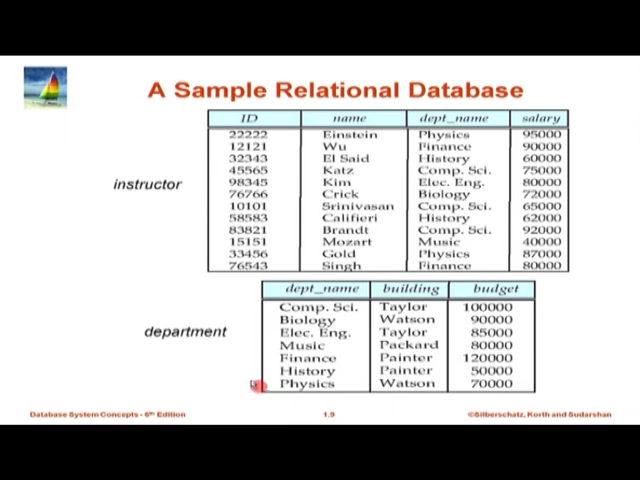 A Sample Relational Database
ID name dept_name salary
22222 Einstein Physics 95000
12121 Wu Finance 90000
32343 El Said History 60000
45565 Katz Comp. Sci. 75000
98345 Kim Elec. Eng. 80000
76766 Crick Biology 72000
10101 Srinivasan Comp. Sci. 65000
58583 Califieri History 62000
83821 Brandt Comp. Sci. 92000
15151 Mozart Music 40000
33456 Gold Physics 87000
76543 Singh Finance 80000
instructor
dept_name building budget
Comp. Sci. Taylor 100000
Biology Watson 90000
Elec. Eng. Taylor 85000
Music Packard 80000
Finance Painter 120000
History Painter 50000
Physics Watson 70000
department
Database System Concepts - 6th Edition 1.9 ©Silberschatz, Korth and Sudarshan